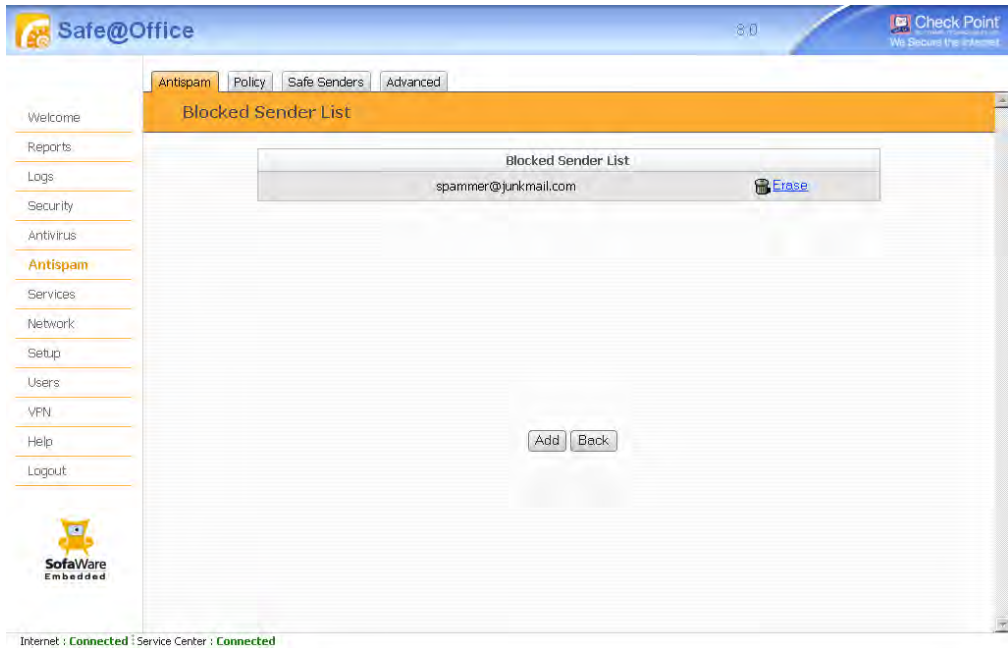 Safe@Office
8.0
Check Point
We Secure the Internet
Antispam Policy Safe Senders Advanced
Blocked Sender List
Welcome
Reports
Logs
Security
Antivirus
Antispam
Services
Network
Setup
Users
VPN
Help
Logout
Blocked Sender List
spammer@junkmail.com Erase
Add Back
SofaWare
Embedded
Internet : Connected Service Center : Connected